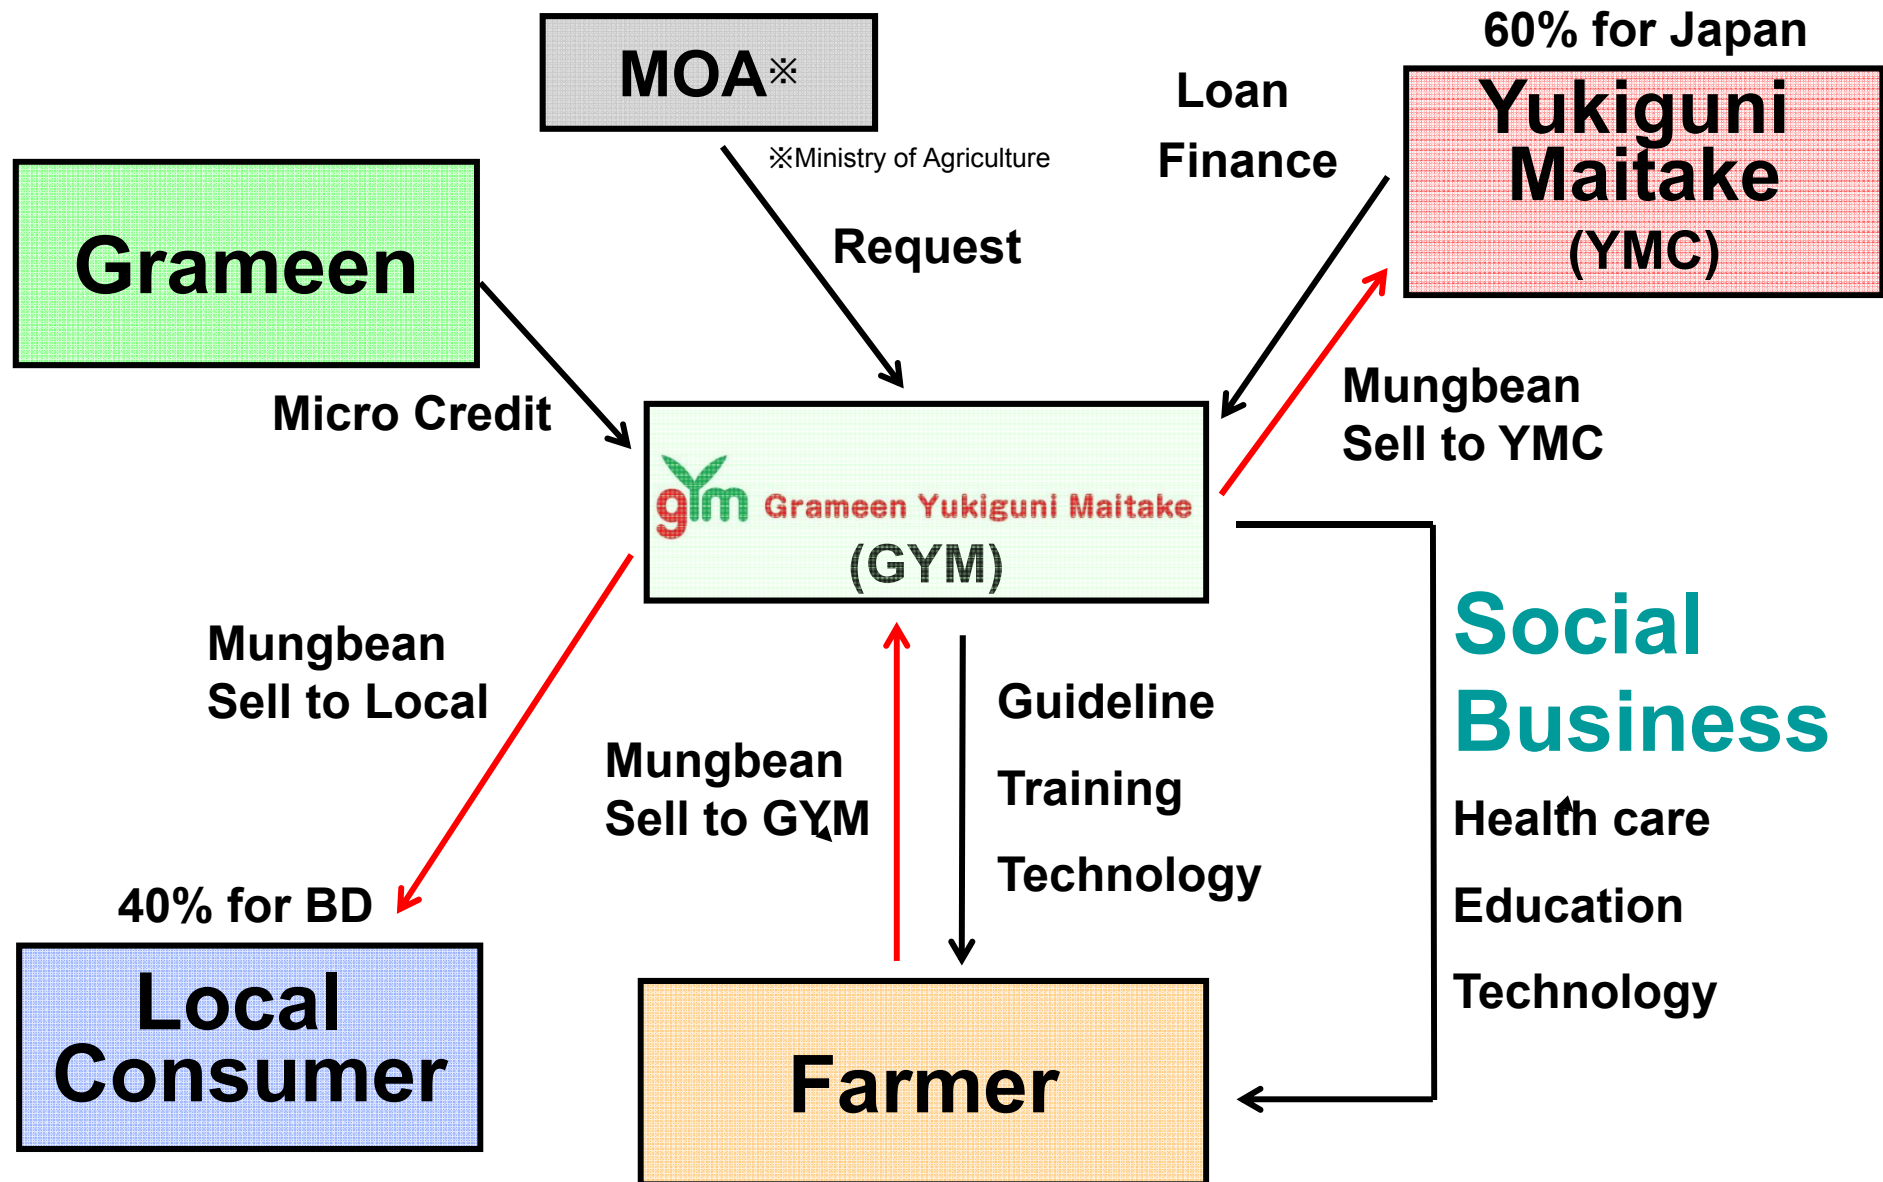 MOA※
※Ministry of Agriculture
60% for Japan
Yukiguni
Maitake
(YMC)
Loan
Finance
Grameen
Request
Micro Credit
Mungbean
Sell to YMC
gYm Grameen Yukiguni Maitake
(GYM)
Mungbean
Sell to Local
Mungbean
Sell to GYM
Guideline
Training
Technology
Social
Business
Health care
Education
Technology
40% for BD
Local
Consumer
Farmer